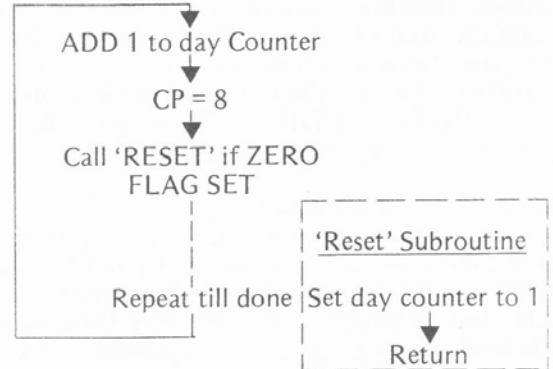 ADD 1 to day Counter
CP = 8
Call ‘RESET’ if ZERO
FLAG SET
‘Reset’ Subroutine
Repeat till done
Set day counter to 1
Return